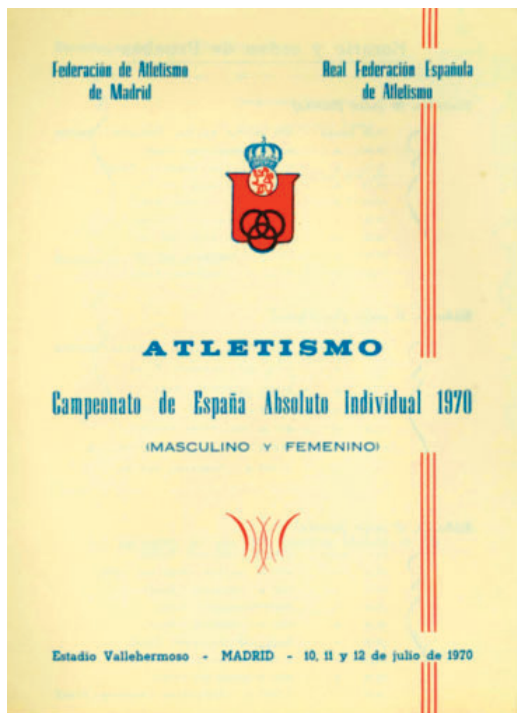 Federación de Atletismo
de Madrid
Real Federación Española
de Atletismo
ATLETISMO
Campeonato de España Absoluto Individual 1970
(MASCULINO Y FEMENINO)
Estadio Vallehermoso - MADRID - 10, 11 y 12 de julio de 1970